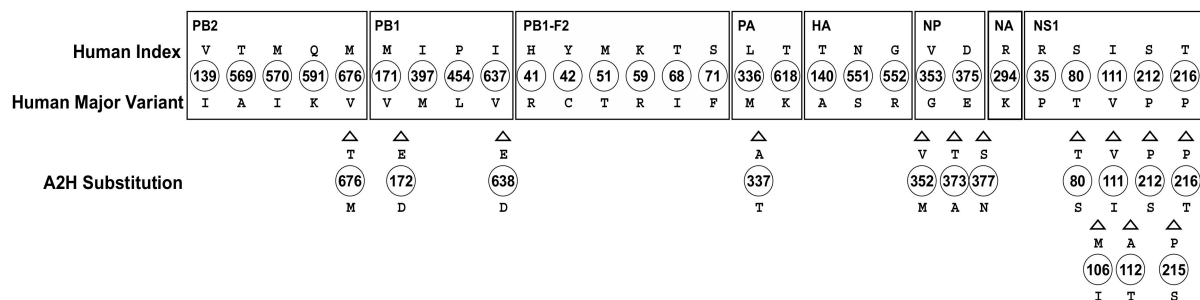 PB2 PB1 PB1-F2 PA HA NP NA NS1
Human Index V T M Q M M I P I H Y M K T S L T T N G V D R R S I S T
139 569 570 591 676 171 397 454 637 41 42 51 59 68 71 336 618 140 551 552 353 375 294 35 80 111 212 216
Human Major Variant I A I K V V M L V R C T R I F M K A S R G E K P T V P P
T E E A V T S T V P P
A2H Substitution 676 172 638 337 352 373 377 80 111 212 216
M D D T M A N S I S T
M A P
106 112 215
I T S